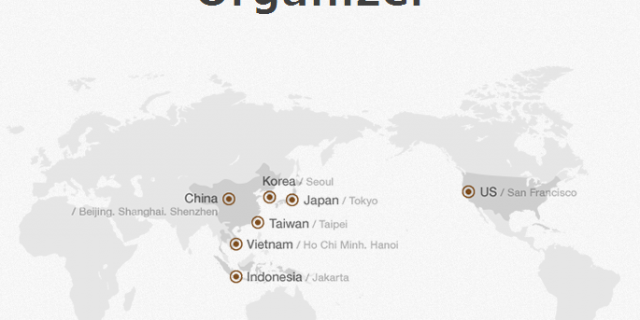 Organizer
Korea / Seoul
China
/ Beijing. Shanghai. Shenzhen
Japan / Tokyo
US / San Francisco
Taiwan / Taipei
Vietnam / Ho Chi Minh. Hanoi
Indonesia / Jakarta